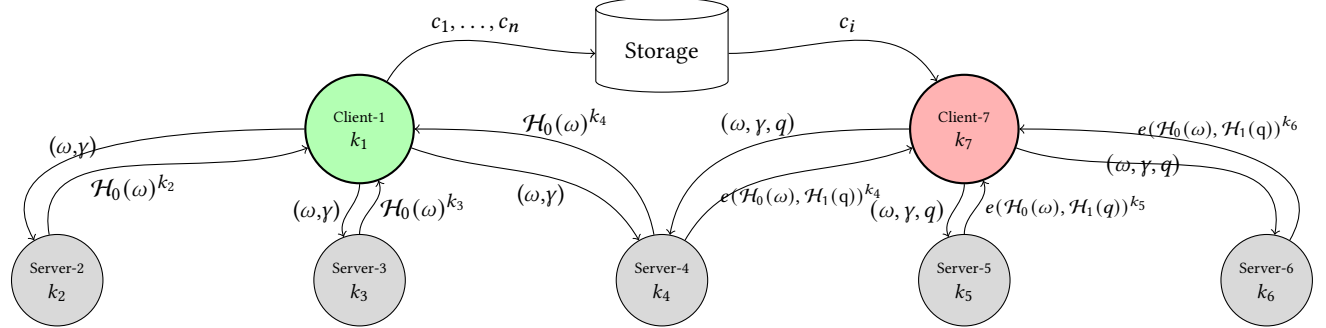 c₁, . . . , cₙ
Storage
cᵢ
Client-1
k₁
Client-7
k₇
(ω,γ)
ℋ₀(ω)^{k₂}
(ω,γ)
ℋ₀(ω)^{k₃}
ℋ₀(ω)^{k₄}
(ω,γ)
(ω, γ, q)
e(ℋ₀(ω), ℋ₁(q))^{k₄}
(ω, γ, q)
e(ℋ₀(ω), ℋ₁(q))^{k₅}
e(ℋ₀(ω), ℋ₁(q))^{k₆}
(ω, γ, q)
Server-2
k₂
Server-3
k₃
Server-4
k₄
Server-5
k₅
Server-6
k₆